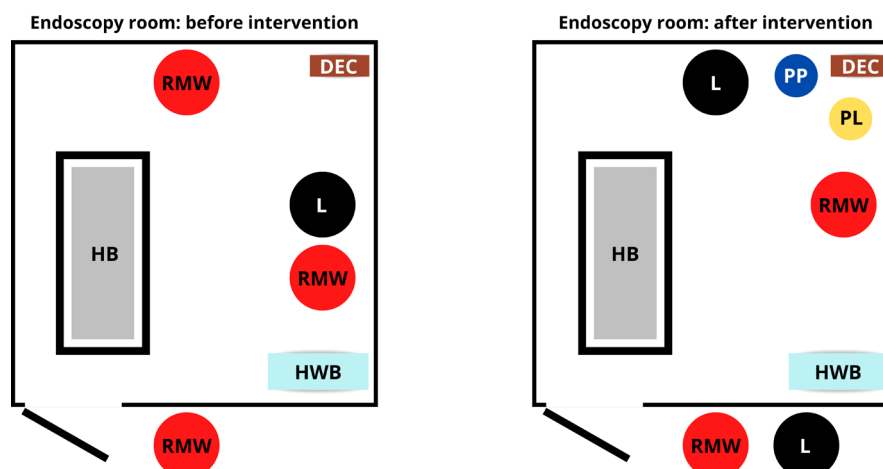 Endoscopy room: before intervention
RMW
DEC
L
HB
RMW
HWB
RMW
Endoscopy room: after intervention
L
PP
DEC
PL
RMW
HB
HWB
RMW
L